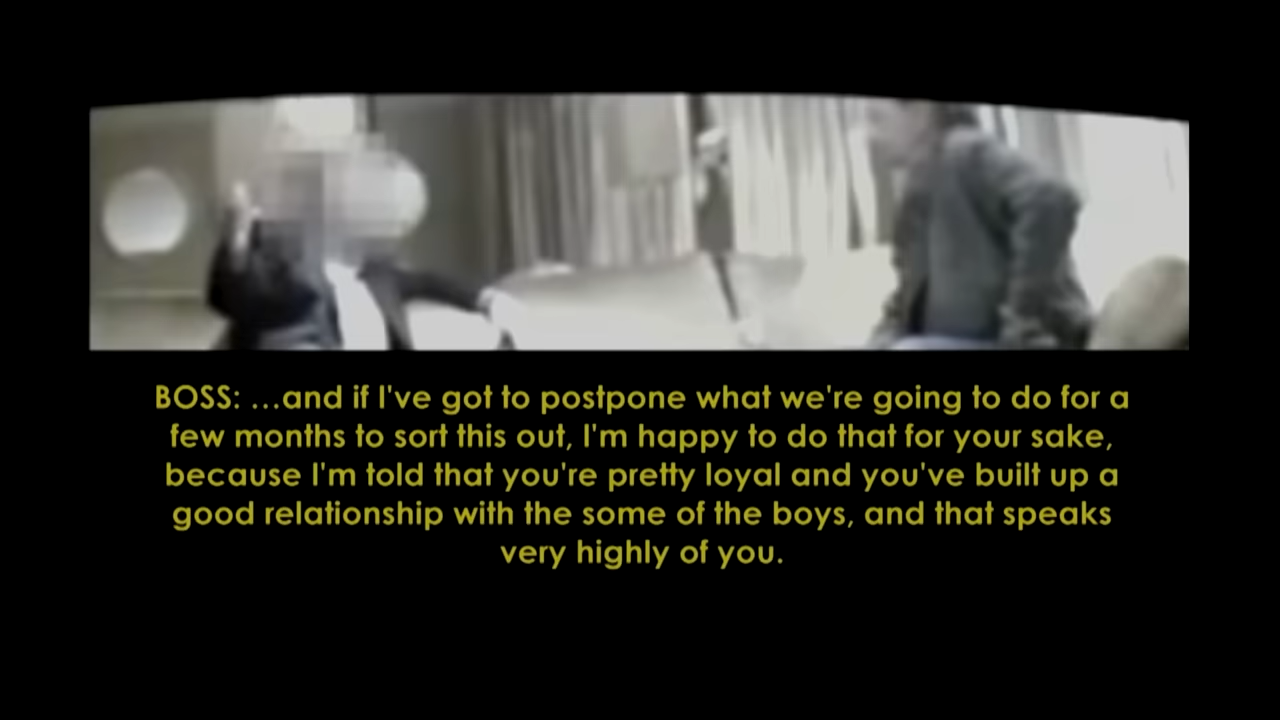 BOSS: ...and if I've got to postpone what we're going to do for a
few months to sort this out, I'm happy to do that for your sake,
because I'm told that you're pretty loyal and you've built up a
good relationship with the some of the boys, and that speaks
very highly of you.